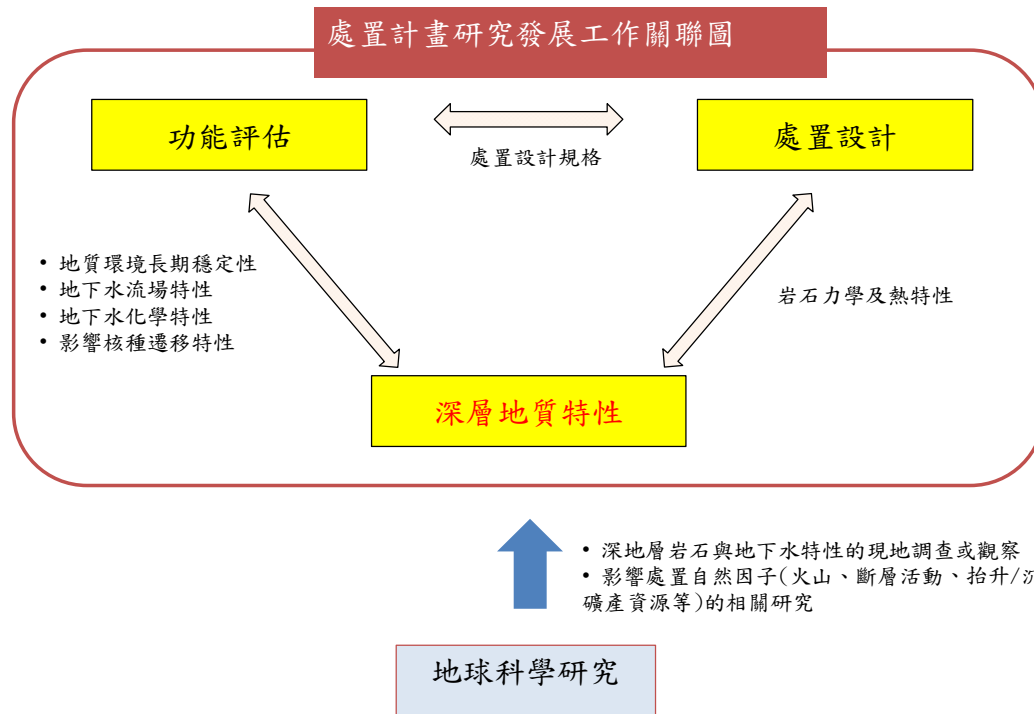 處置計畫研究發展工作關聯圖
功能評估
處置設計
處置設計規格
• 地質環境長期穩定性
• 地下水流場特性
• 地下水化學特性
• 影響核種遷移特性
岩石力學及熱特性
深層地質特性
• 深地層岩石與地下水特性的現地調查或觀察
• 影響處置自然因子(火山、斷層活動、抬升/
礦產資源等)的相關研究
地球科學研究